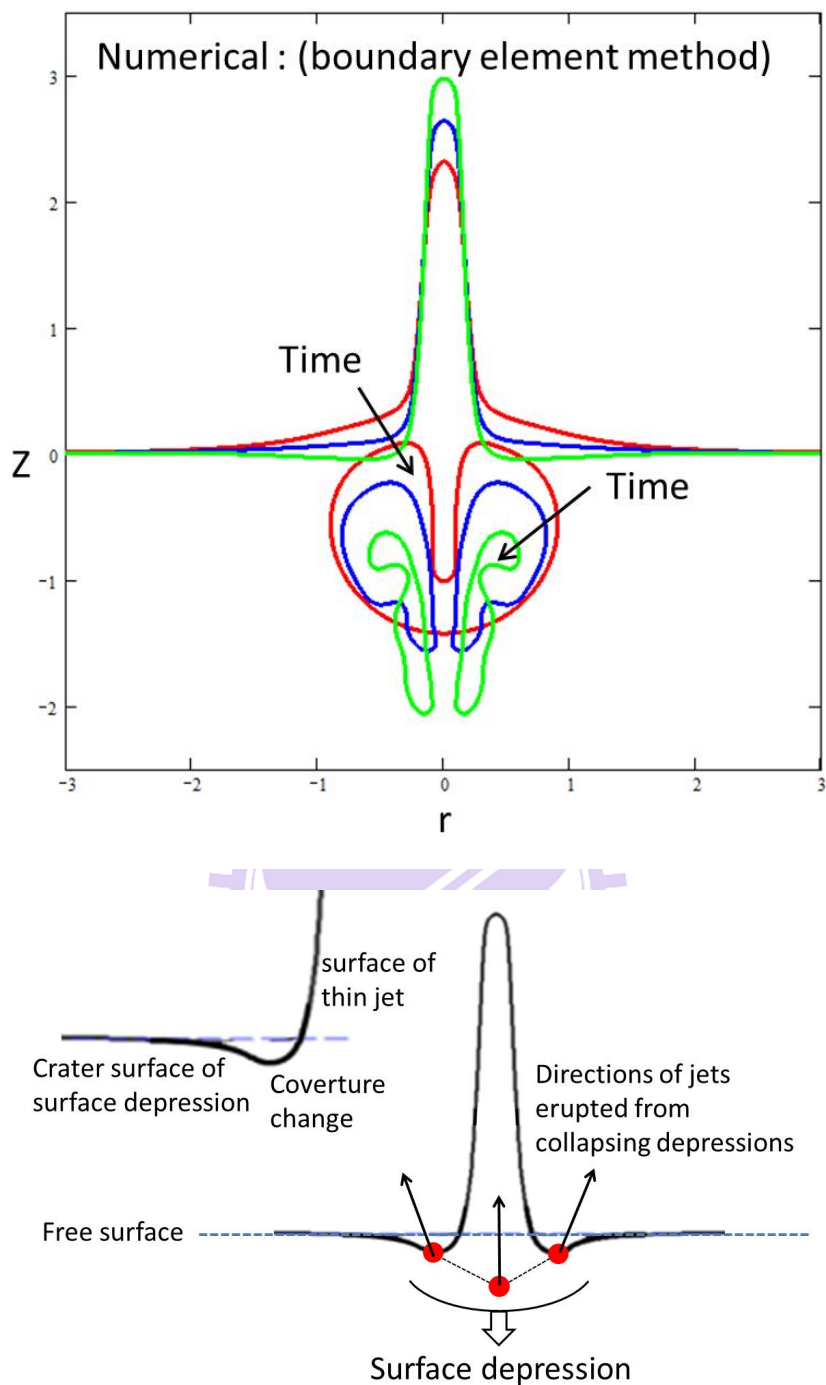 Numerical : (boundary element method)
3
2
1
0
−1
−2
Z
Time
Time
−3
−2
−1
0
1
2
3
r
surface of
thin jet
Crater surface of
surface depression
Coverture
change
Directions of jets
erupted from
collapsing depressions
Free surface
Surface depression